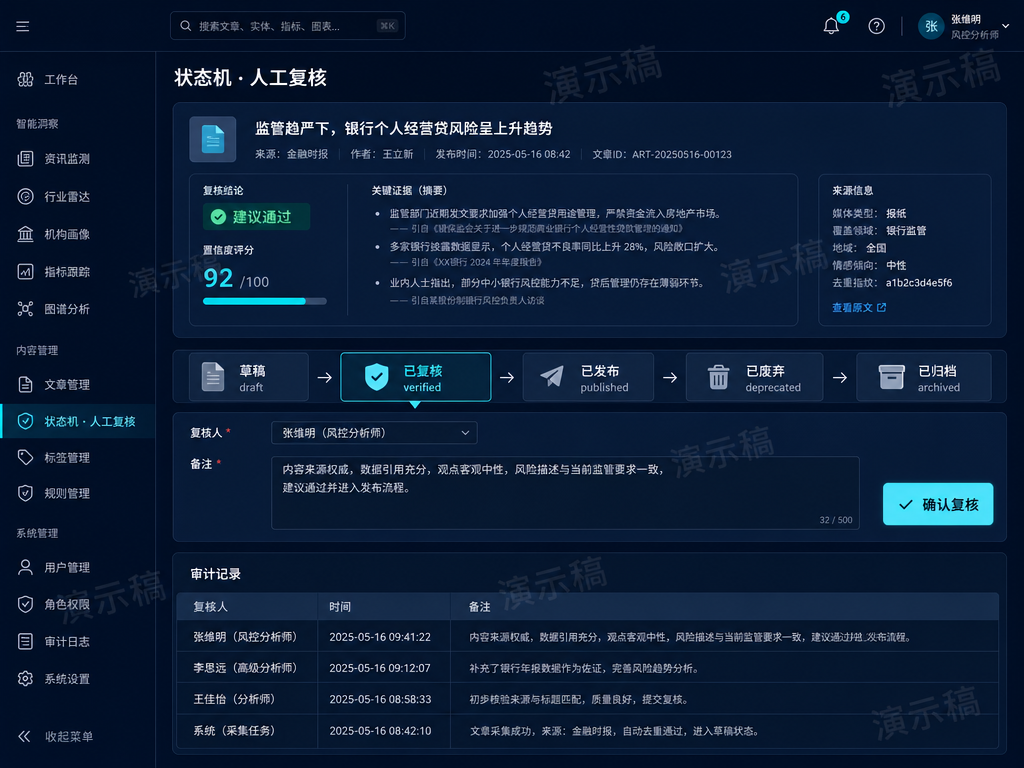 搜索文章、实体、指标、图表...
⌘K
6
张
张维明
风控分析师
工作台
智能洞察
资讯监测
行业雷达
机构画像
指标跟踪
图谱分析
内容管理
文章管理
状态机 · 人工复核
标签管理
规则管理
系统管理
用户管理
角色权限
审计日志
系统设置
收起菜单
状态机 · 人工复核
监管趋严下，银行个人经营贷风险呈上升趋势
来源：金融时报
作者：王立新
发布时间：2025-05-16 08:42
文章ID：ART-20250516-00123
复核结论
建议通过
置信度评分
92 /100
关键证据（摘要）
• 监管部门近期发文要求加强个人经营贷用途管理，严禁资金流入房地产市场。
—— 引自《银保监会关于进一步规范商业银行个人经营性贷款管理的通知》
• 多家银行披露数据显示，个人经营贷不良率同比上升 28%，风险敞口扩大。
—— 引自《XX银行 2024 年年度报告》
• 业内人士指出，部分中小银行风控能力不足，贷后管理仍存在薄弱环节。
—— 引自某股份制银行风控负责人访谈
来源信息
媒体类型：报纸
覆盖领域：银行监管
地域：全国
情感倾向：中性
去重指纹：a1b2c3d4e5f6
查看原文
草稿
draft
已复核
verified
已发布
published
已废弃
deprecated
已归档
archived
复核人 *
张维明（风控分析师）
备注 *
内容来源权威，数据引用充分，观点客观中性，风险描述与当前监管要求一致，
建议通过并进入发布流程。
32 / 500
确认复核
审计记录
复核人 时间 备注
张维明（风控分析师） 2025-05-16 09:41:22 内容来源权威，数据引用充分，观点客观中性，风险描述与当前监管要求一致，建议通过发布流程。
李思远（高级分析师） 2025-05-16 09:12:07 补充了银行年报数据作为佐证，完善风险趋势分析。
王佳怡（分析师） 2025-05-16 08:58:33 初步核验来源与标题匹配，质量良好，提交复核。
系统（采集任务） 2025-05-16 08:42:10 文章采集成功，来源：金融时报，自动去重通过，进入草稿状态。
演示稿
演示稿
演示稿
演示稿
演示稿
演示稿
演示稿
演示稿